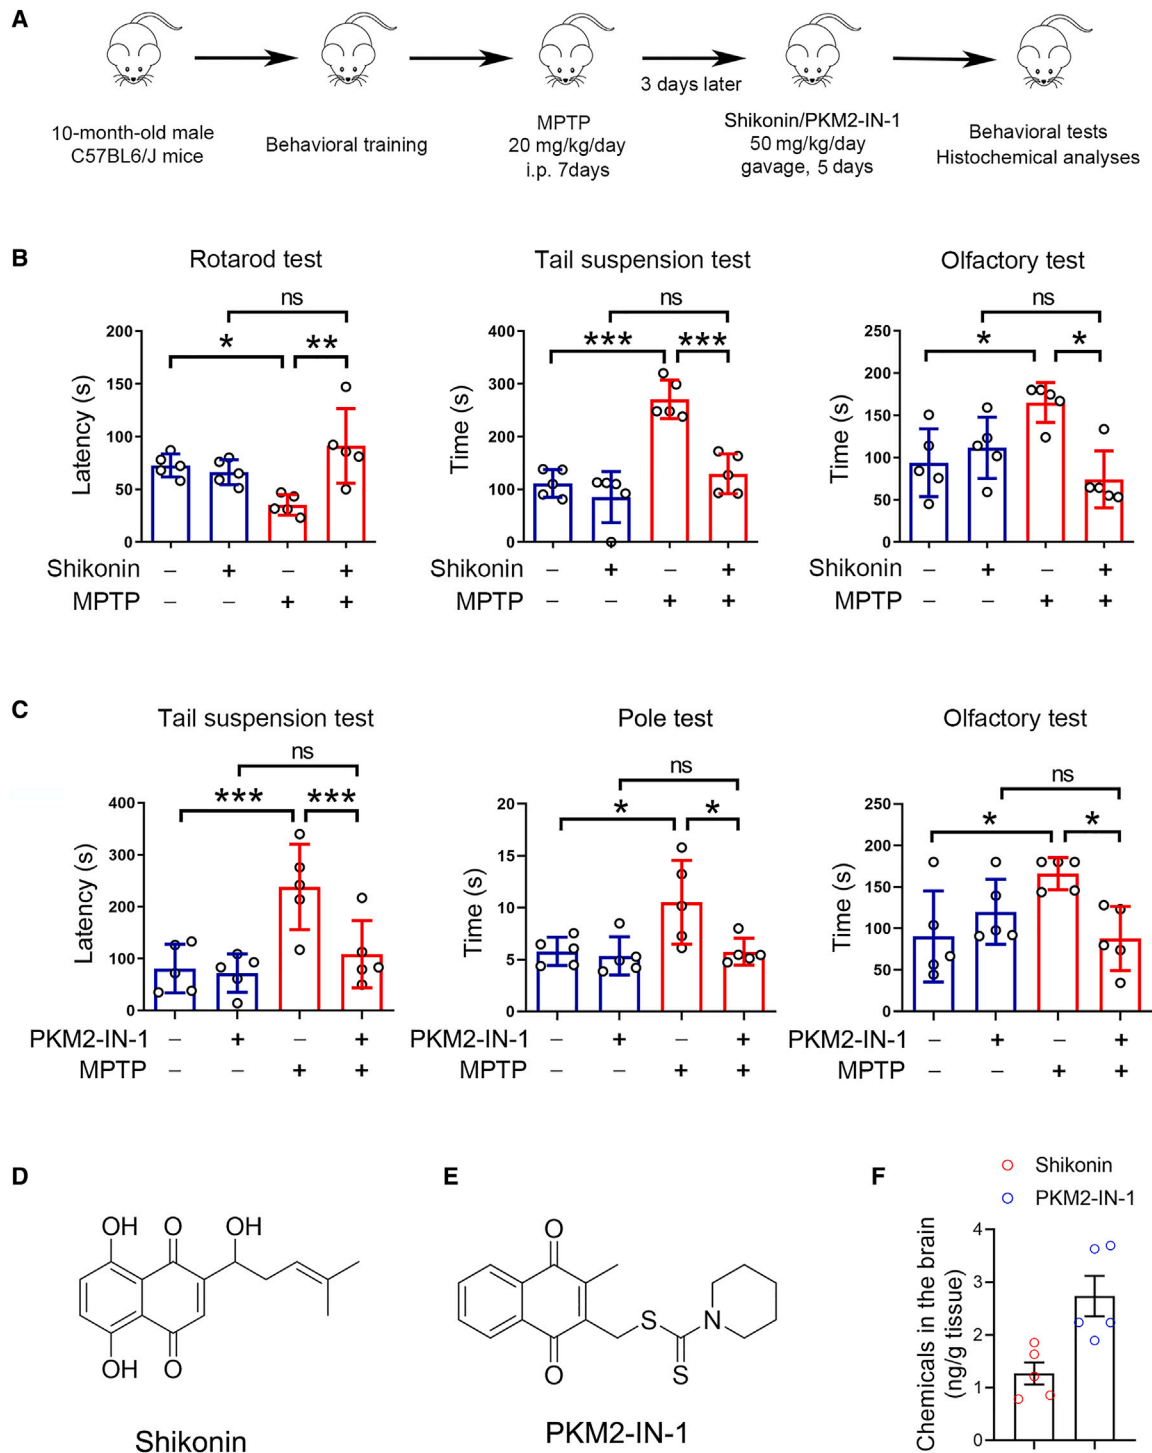 A
3 days later
10-month-old male
C57BL6/J mice
Behavioral training
MPTP
20 mg/kg/day
i.p. 7days
Shikonin/PKM2-IN-1
50 mg/kg/day
gavage, 5 days
Behavioral tests
Histochemical analyses
B
Rotarod test
ns
* **
Latency (s)
200
150
100
50
0
Shikonin – + – +
MPTP – – + +
Tail suspension test
ns
*** ***
Time (s)
400
300
200
100
0
Shikonin – + – +
MPTP – – + +
Olfactory test
ns
* *
Time (s)
250
200
150
100
50
0
Shikonin – + – +
MPTP – – + +
C
Tail suspension test
ns
*** ***
Latency (s)
400
300
200
100
0
PKM2-IN-1 – + – +
MPTP – – + +
Pole test
ns
* *
Time (s)
20
15
10
5
0
PKM2-IN-1 – + – +
MPTP – – + +
Olfactory test
ns
* *
Time (s)
250
200
150
100
50
0
PKM2-IN-1 – + – +
MPTP – – + +
D
OH O OH
OH O
Shikonin
E
O
S N
O S
PKM2-IN-1
F
Shikonin
PKM2-IN-1
Chemicals in the brain
(ng/g tissue)
4
3
2
1
0